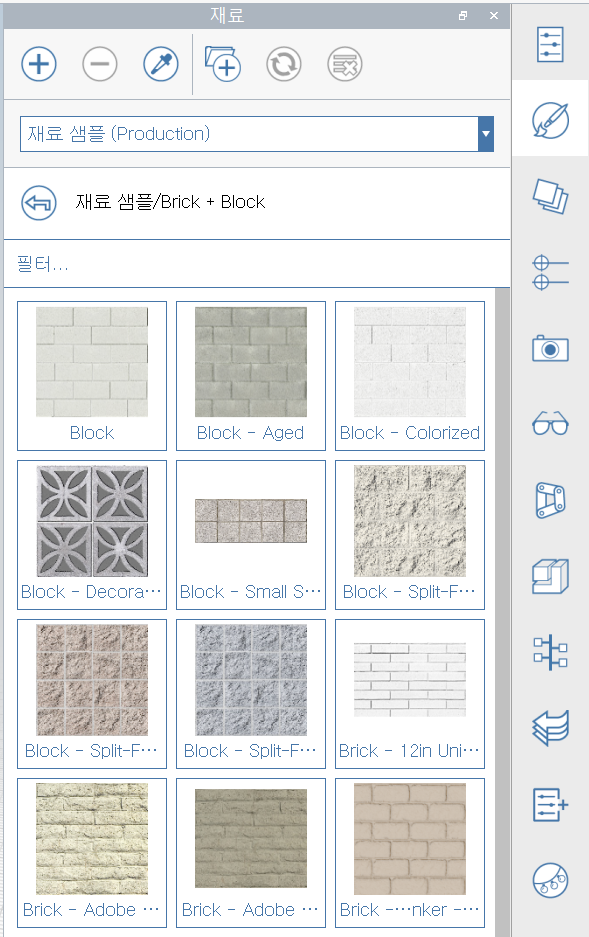 재료
재료 샘플 (Production)
재료 샘플/Brick + Block
필터...
Block
Block - Aged
Block - Colorized
Block - Decora···
Block - Small S···
Block - Split-F···
Block - Split-F···
Block - Split-F···
Brick - 12in Uni···
Brick - Adobe ···
Brick - Adobe ···
Brick -···nker -···